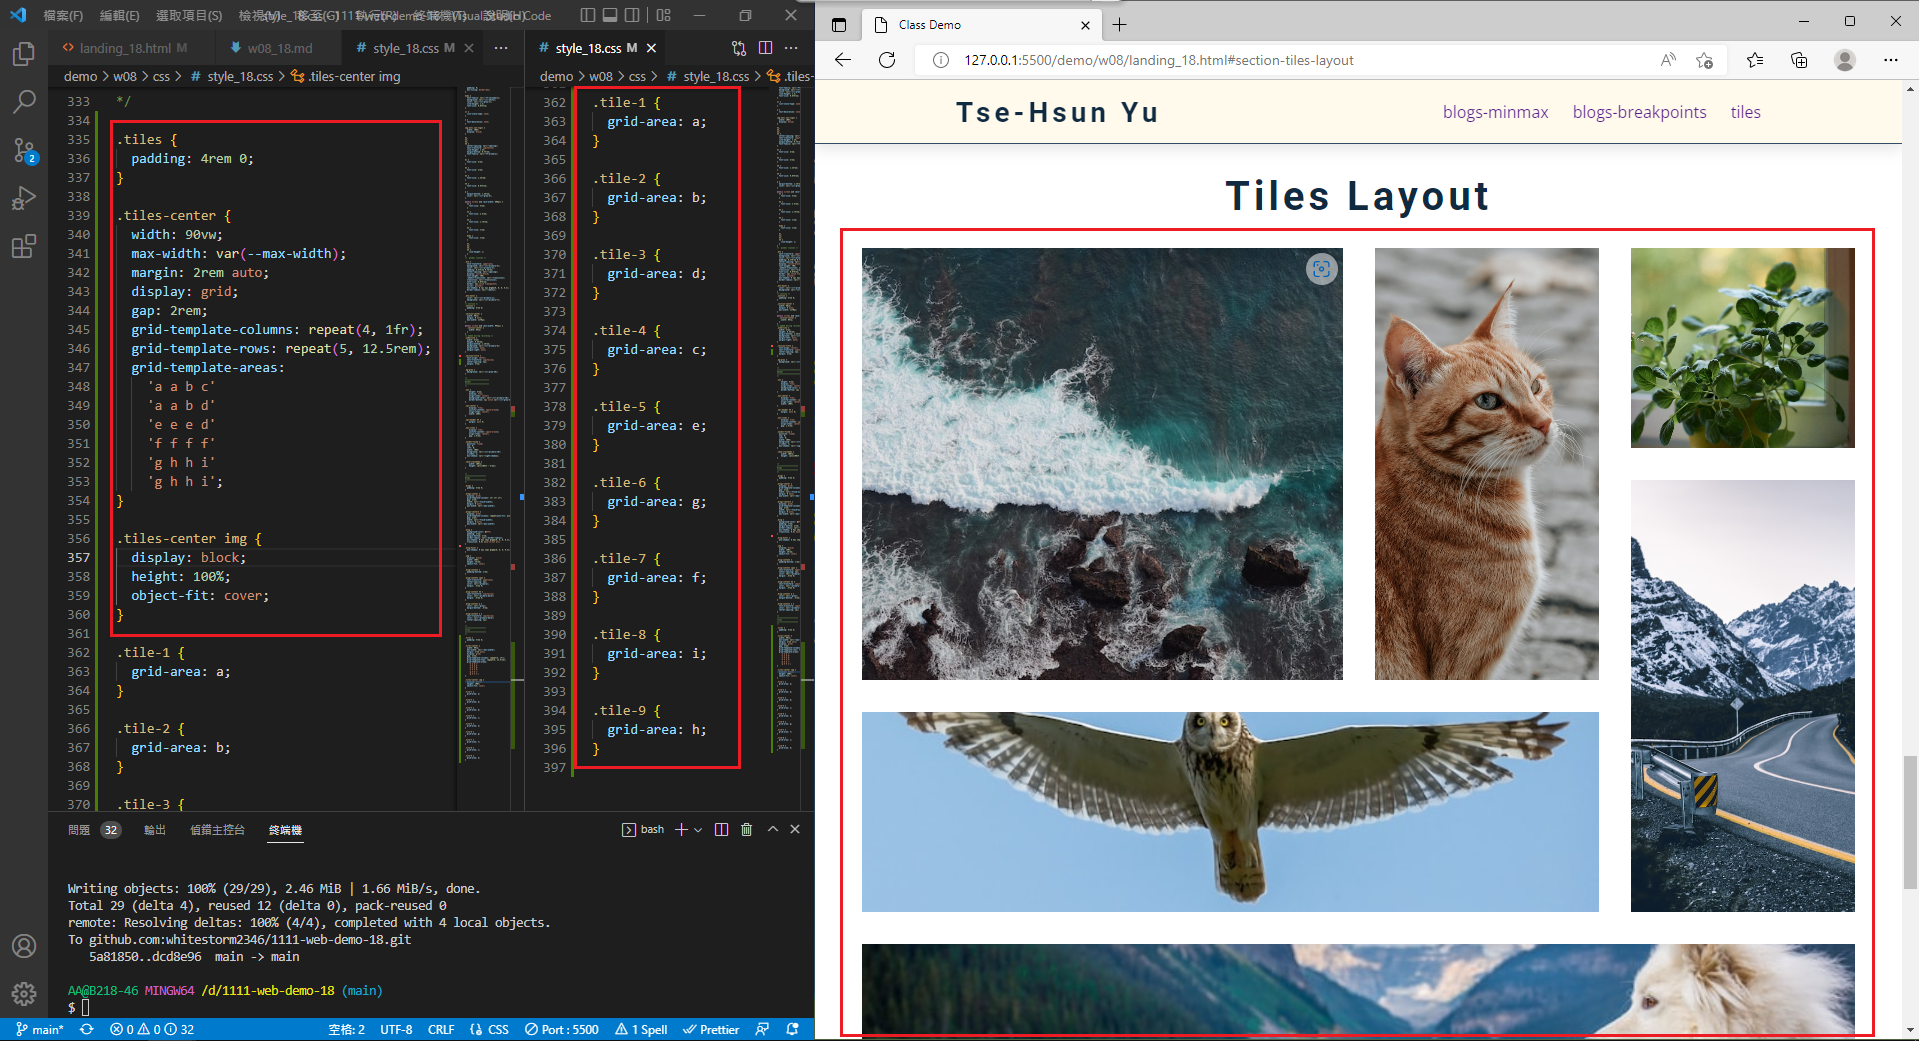 檔案(F)
編輯(E)
選取項目(S)
landing_18.html M
w08_18.md
style_18.css M
demo > w08 > css > style_18.css > .tiles-center img
333 */
334
335 .tiles {
336 padding: 4rem 0;
337 }
338
339 .tiles-center {
340 width: 90vw;
341 max-width: var(--max-width);
342 margin: 2rem auto;
343 display: grid;
344 gap: 2rem;
345 grid-template-columns: repeat(4, 1fr);
346 grid-template-rows: repeat(5, 12.5rem);
347 grid-template-areas:
348 'a a b c'
349 'a a b d'
350 'e e e d'
351 'f f f f'
352 'g h h i'
353 'g h h i';
354 }
355
356 .tiles-center img {
357 display: block;
358 height: 100%;
359 object-fit: cover;
360 }
361
362 .tile-1 {
363 grid-area: a;
364 }
365
366 .tile-2 {
367 grid-area: b;
368 }
369
370 .tile-3 {
style_18.css M
demo > w08 > css > style_18.css > .tiles-
362 .tile-1 {
363 grid-area: a;
364 }
365
366 .tile-2 {
367 grid-area: b;
368 }
369
370 .tile-3 {
371 grid-area: d;
372 }
373
374 .tile-4 {
375 grid-area: c;
376 }
377
378 .tile-5 {
379 grid-area: e;
380 }
381
382 .tile-6 {
383 grid-area: g;
384 }
385
386 .tile-7 {
387 grid-area: f;
388 }
389
390 .tile-8 {
391 grid-area: i;
392 }
393
394 .tile-9 {
395 grid-area: h;
396 }
397
問題 32 輸出 偵錯主控台 終端機
bash
Writing objects: 100% (29/29), 2.46 MiB | 1.66 MiB/s, done.
Total 29 (delta 4), reused 12 (delta 0), pack-reused 0
remote: Resolving deltas: 100% (4/4), completed with 4 local objects.
To github.com:whitestorm2346/1111-web-demo-18.git
5a81850..dcd8e96 main -> main
AA@B218-46 MINGW64 /d/1111-web-demo-18 (main)
$
2
main* 0 0 32 空格: 2 UTF-8 CRLF CSS Port : 5500 1 Spell Prettier
Class Demo
127.0.0.1:5500/demo/w08/landing_18.html#section-tiles-layout
Tse-Hsun Yu
blogs-minmax
blogs-breakpoints
tiles
Tiles Layout